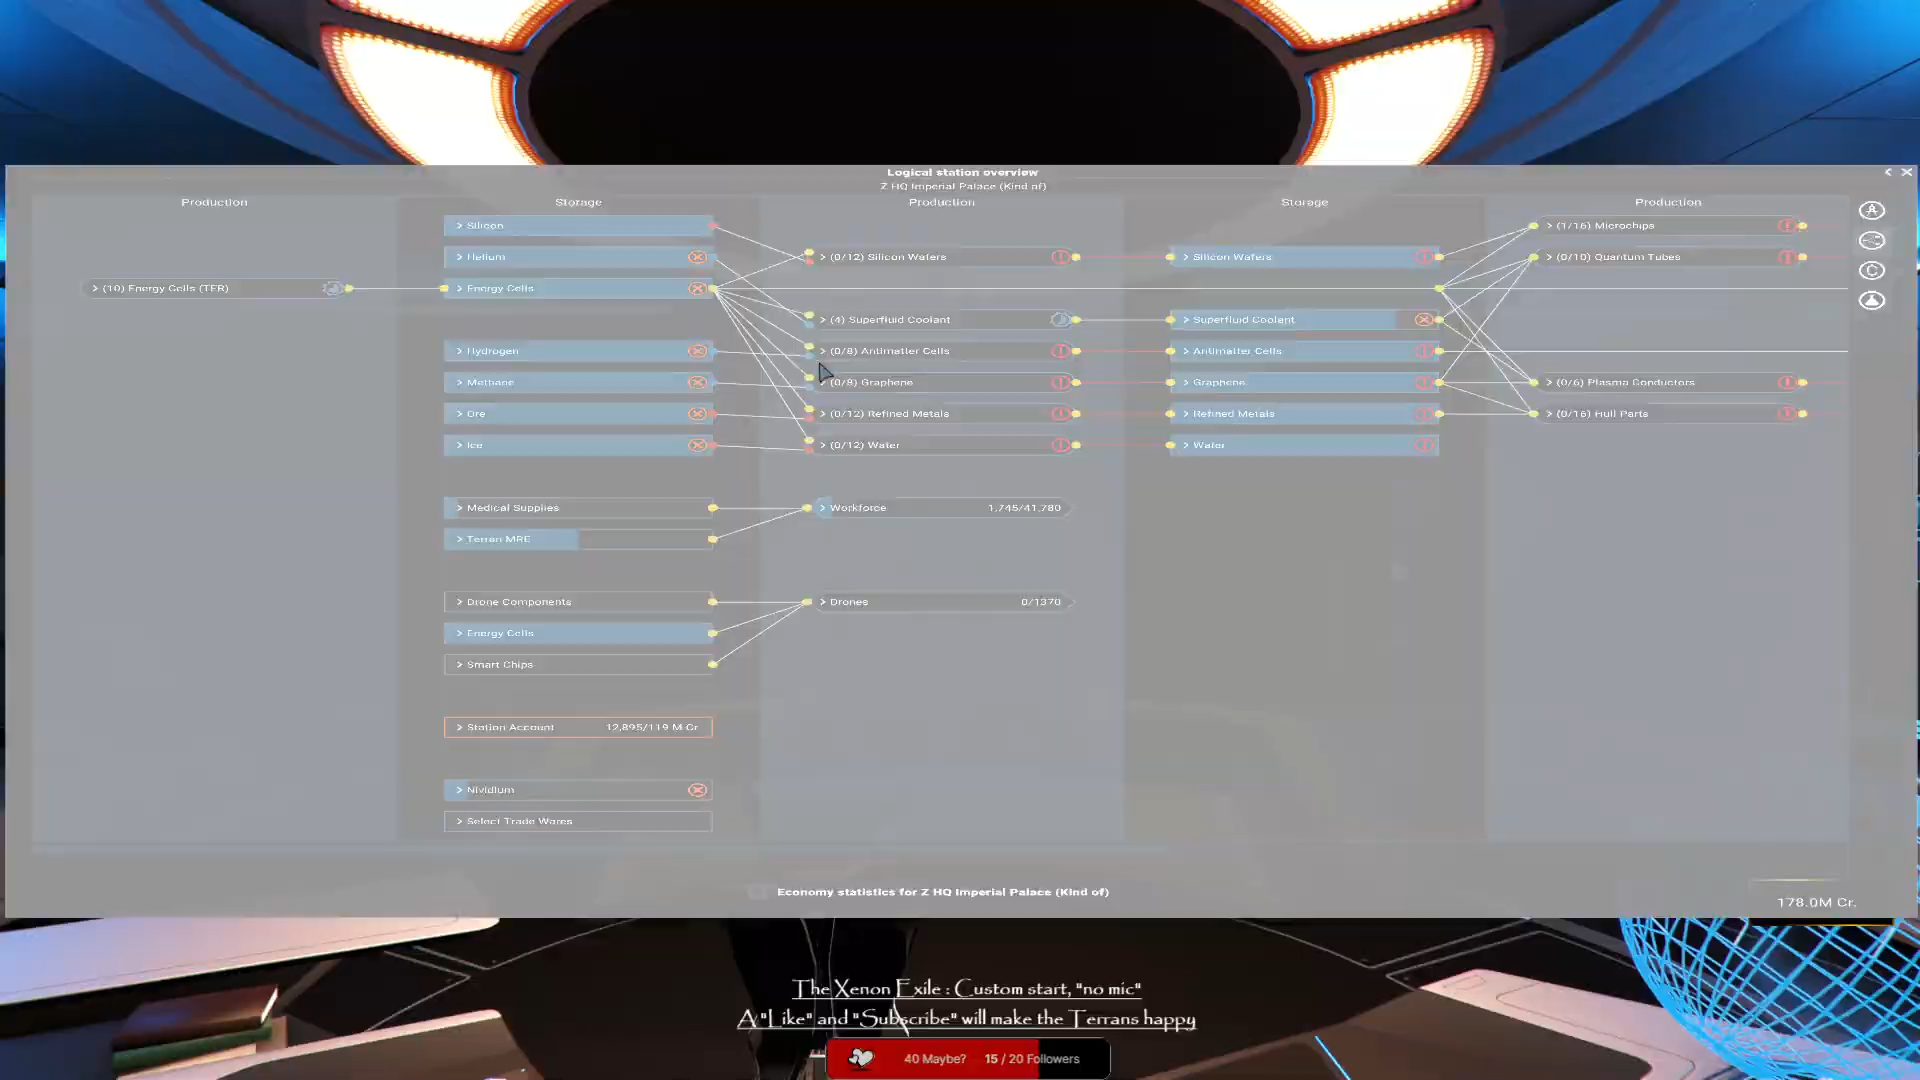 Logical station overview
Z HQ Imperial Palace (Kind of)
Production
Storage
Production
Storage
Production
(10) Energy Cells (TER)
Silicon
Helium
Energy Cells
Hydrogen
Methane
Ore
Ice
Medical Supplies
Terran MRE
Drone Components
Energy Cells
Smart Chips
Station Account 12,895/119 M Cr
Nividium
Select Trade Wares
(0/12) Silicon Wafers
(4) Superfluid Coolant
(0/8) Antimatter Cells
(0/8) Graphene
(0/12) Refined Metals
(0/12) Water
Workforce 1,745/41,780
Drones 0/1370
Silicon Wafers
Superfluid Coolant
Antimatter Cells
Graphene
Refined Metals
Water
(1/16) Microchips
(0/10) Quantum Tubes
(0/6) Plasma Conductors
(0/16) Hull Parts
A
C
Economy statistics for Z HQ Imperial Palace (Kind of)
178.0M Cr.
The Xenon Exile : Custom start, "no mic"
A "Like" and "Subscribe" will make the Terrans happy
40 Maybe? 15 / 20 Followers